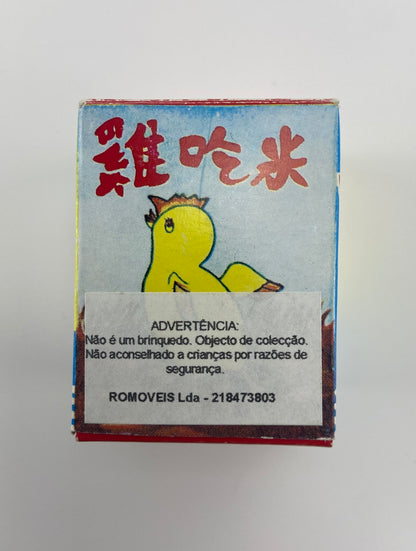 雞吃米
ADVERTÊNCIA:
Não é um brinquedo. Objecto de colecção.
Não aconselhado a crianças por razões de
segurança.
ROMOVEIS Lda - 218473803